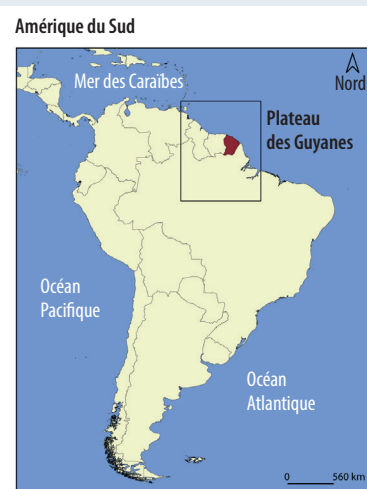 Amérique du Sud
Mer des Caraïbes
Nord
Plateau
des Guyanes
Océan
Pacifique
Océan
Atlantique
0 560 km